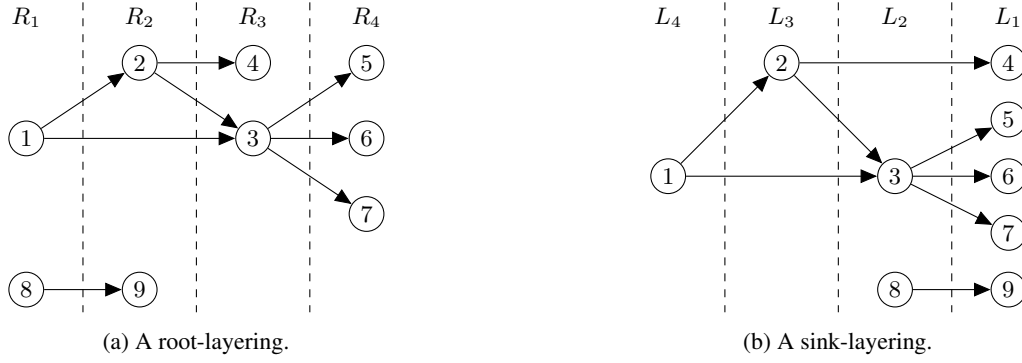 R₁ R₂ R₃ R₄ L₄ L₃ L₂ L₁
2 4 5 2 4
5
1 3 6
1 3 6
7
7
8 9 8 9
(a) A root-layering. (b) A sink-layering.